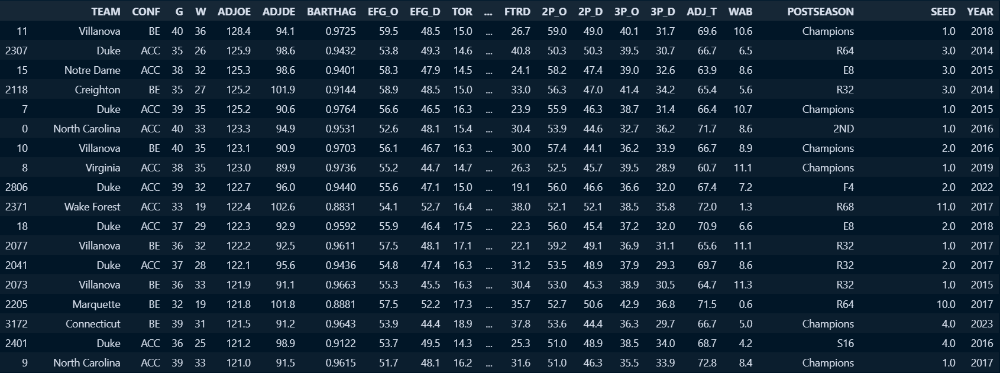 TEAM CONF G W ADJOE ADJDE BARTHAG EFG_O EFG_D TOR ... FTRD 2P_O 2P_D 3P_O 3P_D ADJ_T WAB POSTSEASON SEED YEAR
11 Villanova BE 40 36 128.4 94.1 0.9725 59.5 48.5 15.0 ... 26.7 59.0 49.0 40.1 31.7 69.6 10.6 Champions 1.0 2018
2307 Duke ACC 35 26 125.9 98.6 0.9432 53.8 49.3 14.6 ... 40.8 50.3 50.3 39.5 30.7 66.7 6.5 R64 3.0 2014
15 Notre Dame ACC 38 32 125.3 98.6 0.9401 58.3 47.9 14.5 ... 24.1 58.2 47.4 39.0 32.6 63.9 8.6 E8 3.0 2015
2118 Creighton BE 35 27 125.2 101.9 0.9144 58.9 48.5 15.0 ... 33.0 56.3 47.0 41.4 34.2 65.4 5.6 R32 3.0 2014
7 Duke ACC 39 35 125.2 90.6 0.9764 56.6 46.5 16.3 ... 23.9 55.9 46.3 38.7 31.4 66.4 10.7 Champions 1.0 2015
0 North Carolina ACC 40 33 123.3 94.9 0.9531 52.6 48.1 15.4 ... 30.4 53.9 44.6 32.7 36.2 71.7 8.6 2ND 1.0 2016
10 Villanova BE 40 35 123.1 90.9 0.9703 56.1 46.7 16.3 ... 30.0 57.4 44.1 36.2 33.9 66.7 8.9 Champions 2.0 2016
8 Virginia ACC 38 35 123.0 89.9 0.9736 55.2 44.7 14.7 ... 26.3 52.5 45.7 39.5 28.9 60.7 11.1 Champions 1.0 2019
2806 Duke ACC 39 32 122.7 96.0 0.9440 55.6 47.1 15.0 ... 19.1 56.0 46.6 36.6 32.0 67.4 7.2 F4 2.0 2022
2371 Wake Forest ACC 33 19 122.4 102.6 0.8831 54.1 52.7 16.4 ... 38.0 52.1 52.1 38.5 35.8 72.0 1.3 R68 11.0 2017
18 Duke ACC 37 29 122.3 92.9 0.9592 55.9 46.4 17.5 ... 22.3 56.0 45.4 37.2 32.0 70.9 6.6 E8 2.0 2018
2077 Villanova BE 36 32 122.2 92.5 0.9611 57.5 48.1 17.1 ... 22.1 59.2 49.1 36.9 31.1 65.6 11.1 R32 1.0 2017
2041 Duke ACC 37 28 122.1 95.6 0.9436 54.8 47.4 16.3 ... 31.2 53.5 48.9 37.9 29.3 69.7 8.6 R32 2.0 2017
2073 Villanova BE 36 33 121.9 91.1 0.9663 55.3 45.5 16.3 ... 30.4 53.0 45.3 38.9 30.5 64.7 11.3 R32 1.0 2015
2205 Marquette BE 32 19 121.8 101.8 0.8881 57.5 52.2 17.3 ... 35.7 52.7 50.6 42.9 36.8 71.5 0.6 R64 10.0 2017
3172 Connecticut BE 39 31 121.5 91.2 0.9643 53.9 44.4 18.9 ... 37.8 53.6 44.4 36.3 29.7 66.7 5.0 Champions 4.0 2023
2401 Duke ACC 36 25 121.2 98.9 0.9122 53.7 49.5 14.3 ... 25.3 51.0 48.9 38.5 34.0 68.7 4.2 S16 4.0 2016
9 North Carolina ACC 39 33 121.0 91.5 0.9615 51.7 48.1 16.2 ... 31.6 51.0 46.3 35.5 33.9 72.8 8.4 Champions 1.0 2017